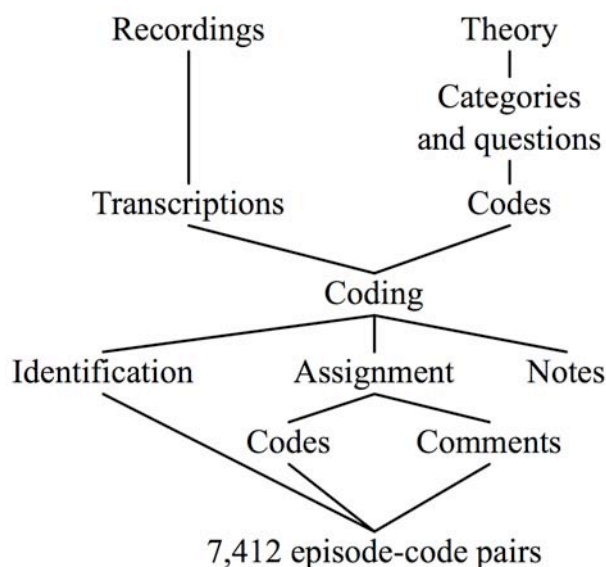 Recordings
Theory
Categories
and questions
Transcriptions
Codes
Coding
Identification
Assignment
Notes
Codes
Comments
7,412 episode-code pairs